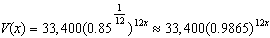 V(x) = 33,400(0.85^{1/12})^{12x} ≈ 33,400(0.9865)^{12x}